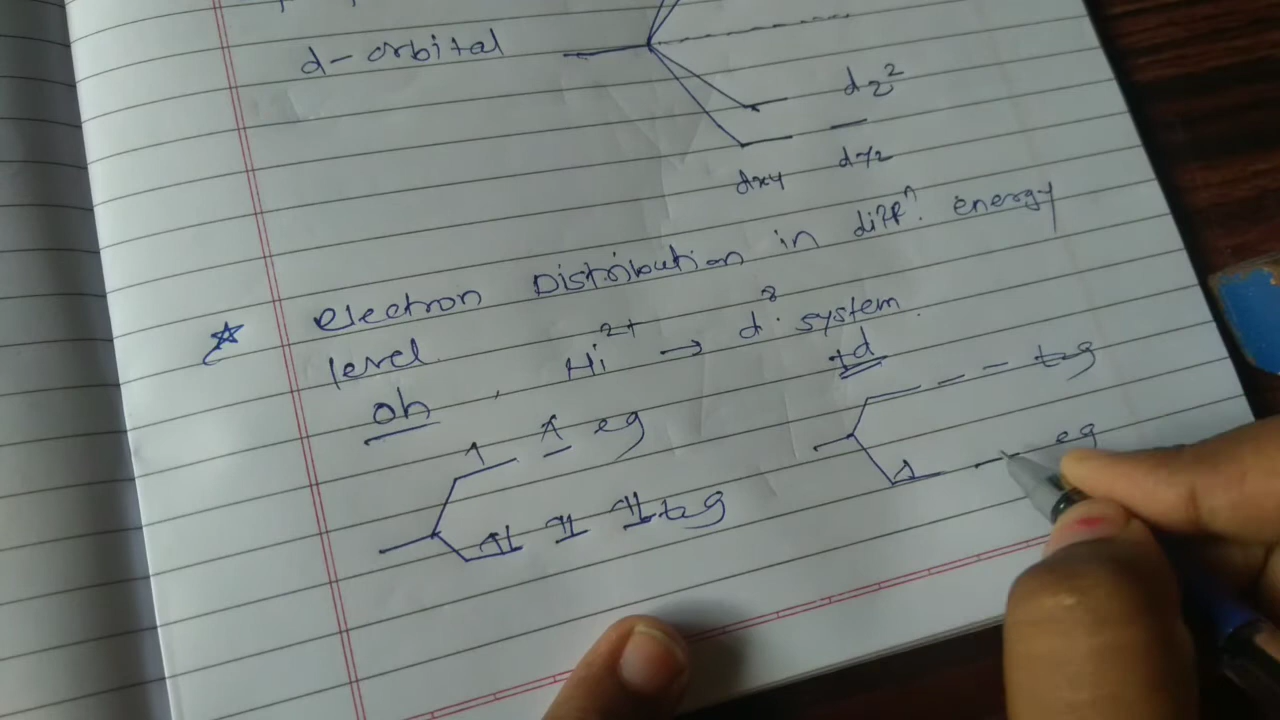 d-orbital
dz²
dxy dyz
☆ electron Distribution in diffⁿ. energy
level
Ni²⁺ → d⁸ system.
oh
td
eg
t2g
t2g
eg